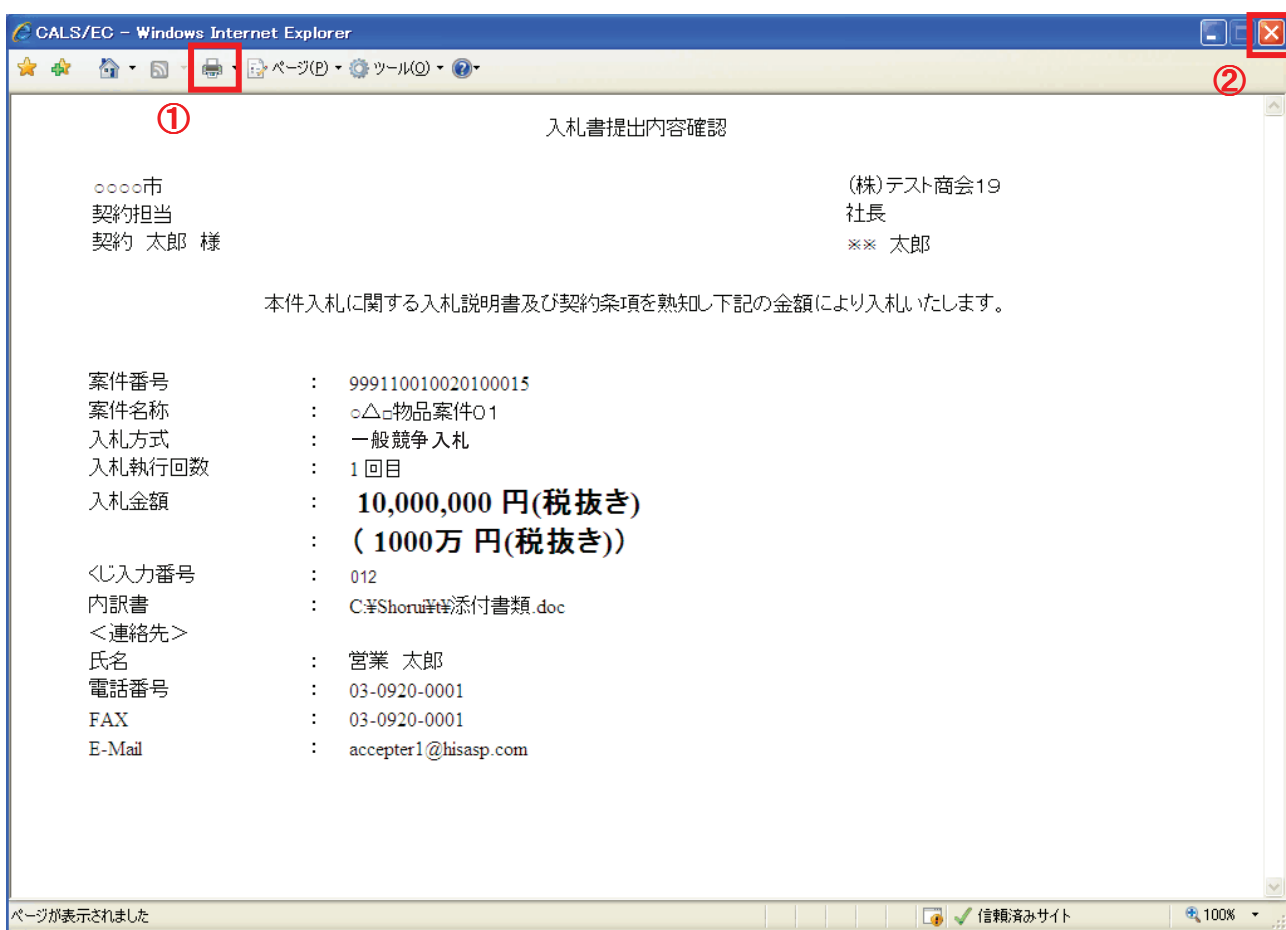 CALS/EC - Windows Internet Explorer
ページ(P) ツール(O)
①
②
入札書提出内容確認
○○○○市
(株)テスト商会19
契約担当
社長
契約 太郎 様
※※ 太郎
本件入札に関する入札説明書及び契約条項を熟知し下記の金額により入札いたします。
案件番号 : 999110010020100015
案件名称 : ○△□物品案件01
入札方式 : 一般競争入札
入札執行回数 : 1回目
入札金額 : 10,000,000 円(税抜き)
: ( 1000万 円(税抜き))
くじ入力番号 : 012
内訳書 : C:¥Shorui¥t¥添付書類.doc
＜連絡先＞
氏名 : 営業 太郎
電話番号 : 03-0920-0001
FAX : 03-0920-0001
E-Mail : accepter1@hisasp.com
ページが表示されました
信頼済みサイト
100%